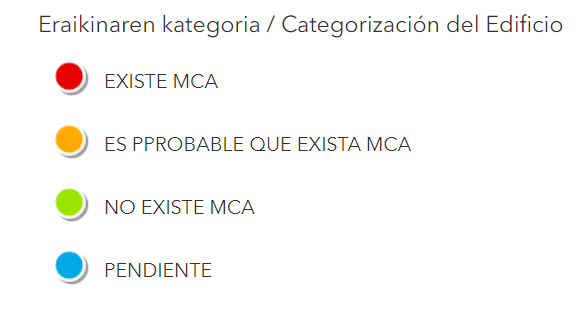 Eraikinaren kategoria / Categorización del Edificio
EXISTE MCA
ES PPROBABLE QUE EXISTA MCA
NO EXISTE MCA
PENDIENTE